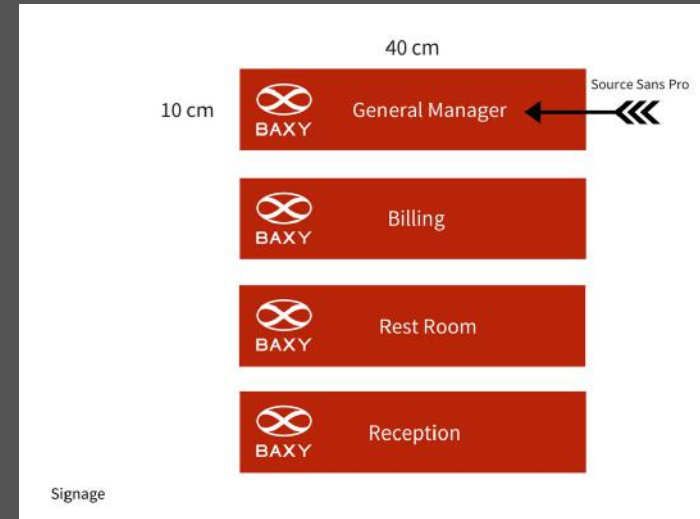 40 cm
Source Sans Pro
10 cm
BAXY
General Manager
BAXY
Billing
BAXY
Rest Room
BAXY
Reception
Signage